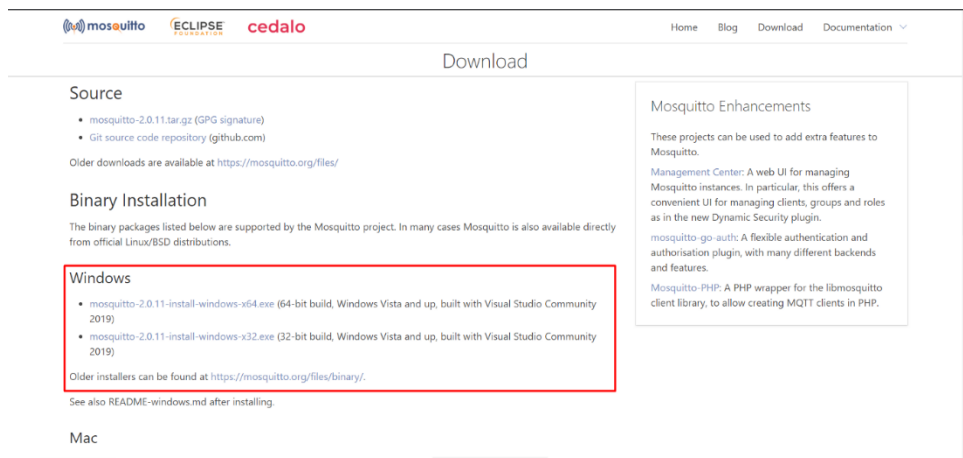 mosquitto ECLIPSE FOUNDATION cedalo Home Blog Download Documentation
Download
Source
mosquitto-2.0.11.tar.gz (GPG signature)
Git source code repository (github.com)
Older downloads are available at https://mosquitto.org/files/
Binary Installation
The binary packages listed below are supported by the Mosquitto project. In many cases Mosquitto is also available directly
from official Linux/BSD distributions.
Windows
mosquitto-2.0.11-install-windows-x64.exe (64-bit build, Windows Vista and up, built with Visual Studio Community
2019)
mosquitto-2.0.11-install-windows-x32.exe (32-bit build, Windows Vista and up, built with Visual Studio Community
2019)
Older installers can be found at https://mosquitto.org/files/binary/.
See also README-windows.md after installing.
Mac
Mosquitto Enhancements
These projects can be used to add extra features to
Mosquitto.
Management Center: A web UI for managing
Mosquitto instances. In particular, this offers a
convenient UI for managing clients, groups and roles
as in the new Dynamic Security plugin.
mosquitto-go-auth: A flexible authentication and
authorisation plugin, with many different backends
and features.
Mosquitto-PHP: A PHP wrapper for the libmosquitto
client library, to allow creating MQTT clients in PHP.